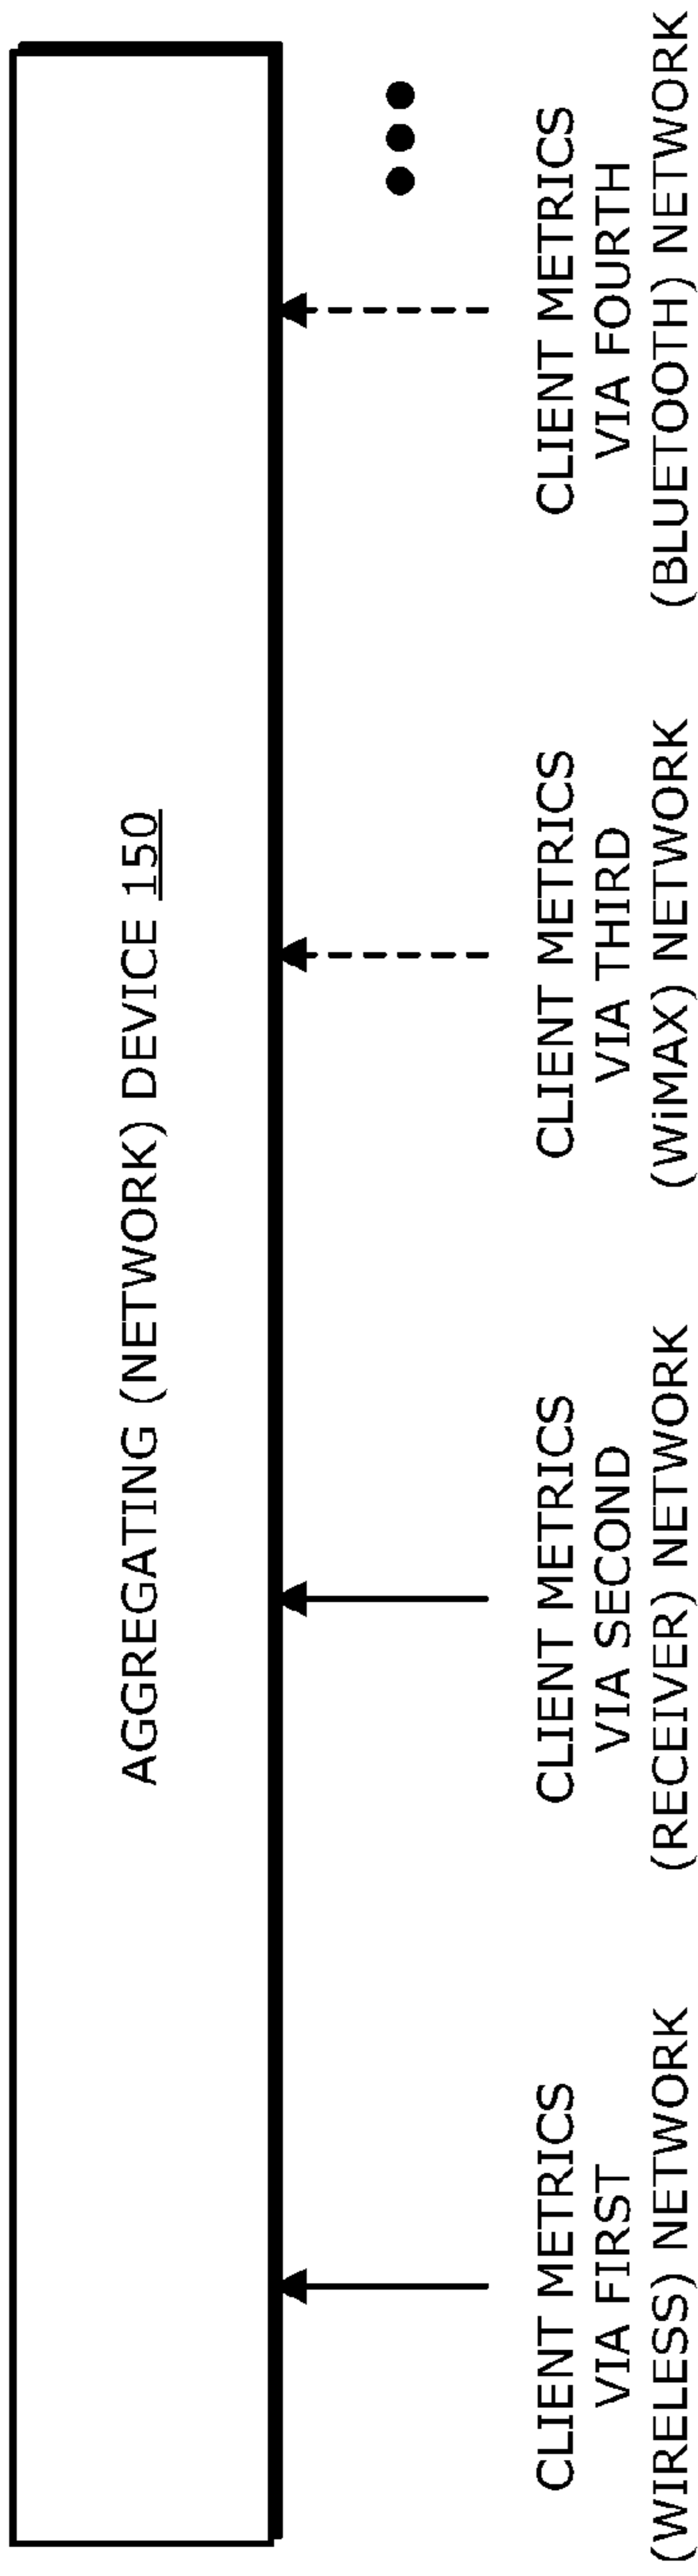 AGGREGATING (NETWORK) DEVICE 150
CLIENT METRICS
VIA FIRST
(WIRELESS) NETWORK
CLIENT METRICS
VIA SECOND
(RECEIVER) NETWORK
CLIENT METRICS
VIA THIRD
(WiMAX) NETWORK
CLIENT METRICS
VIA FOURTH
(BLUETOOTH) NETWORK